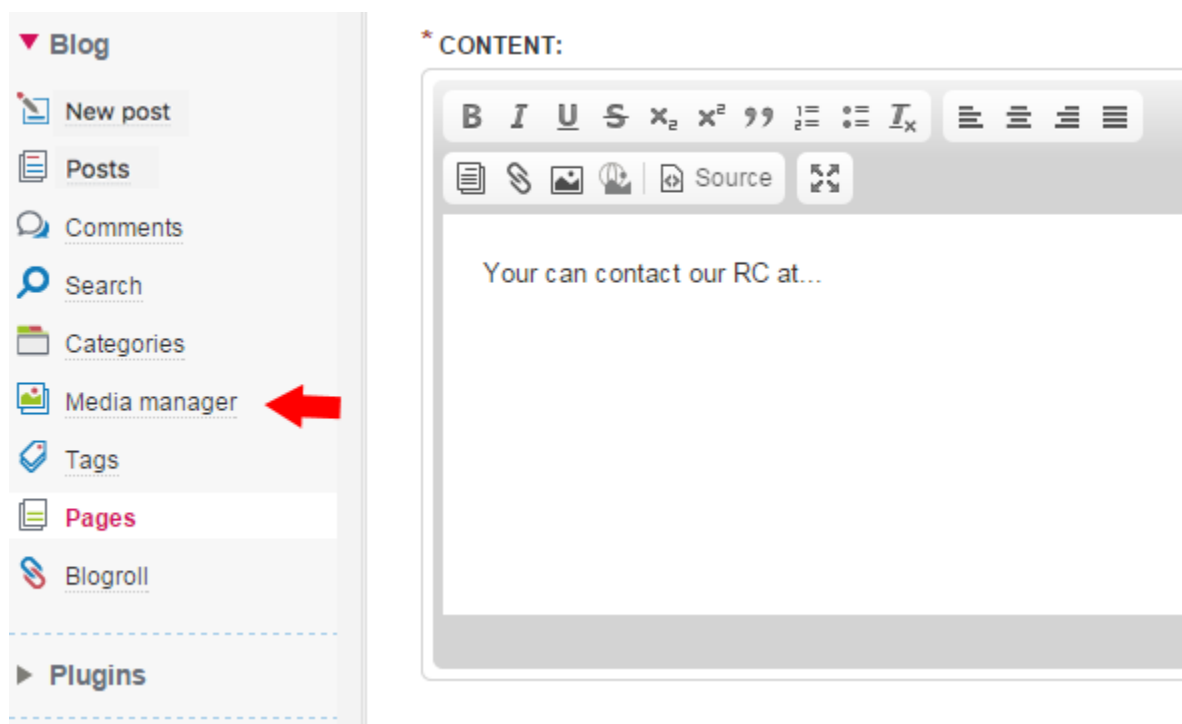 Blog
New post
Posts
Comments
Search
Categories
Media manager
Tags
Pages
Blogroll
Plugins
* CONTENT:
B I U S x₂ x² ,, Iₓ
Source
Your can contact our RC at...